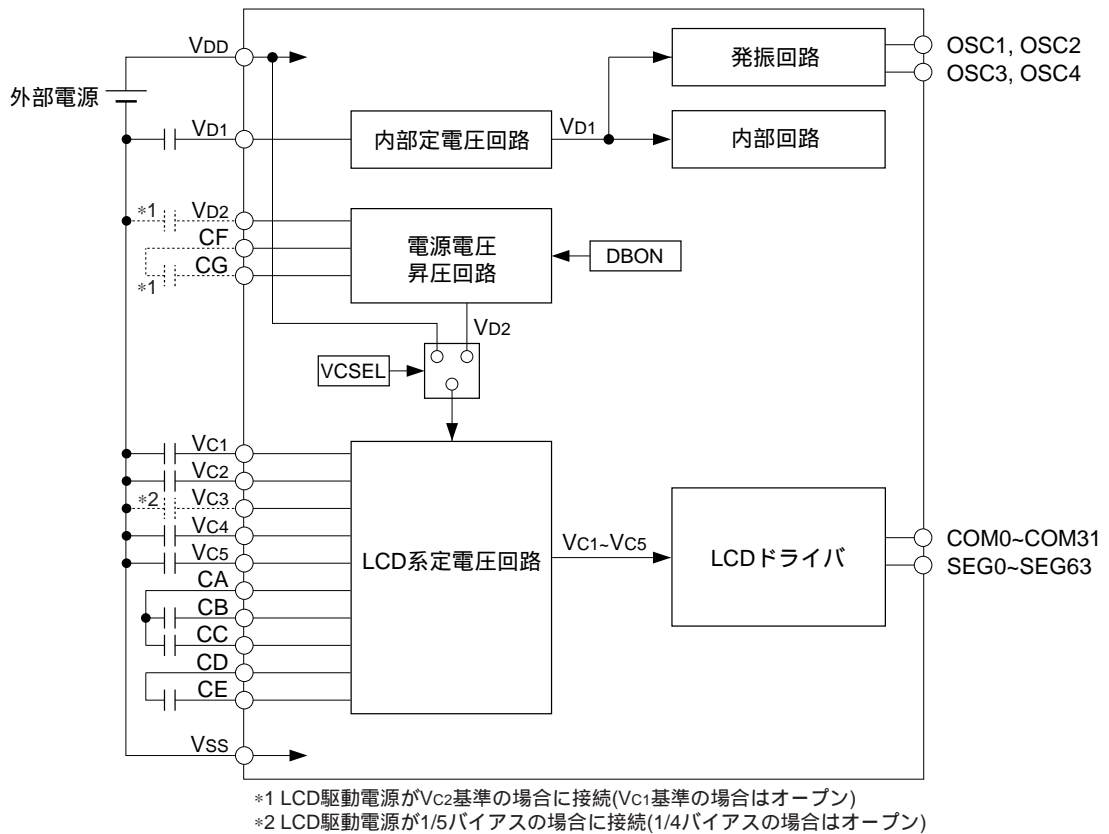 VDD
外部電源
VD1
内部定電圧回路
VD1
発振回路
OSC1, OSC2
OSC3, OSC4
内部回路
*1
VD2
CF
CG
*1
電源電圧
昇圧回路
DBON
VD2
VCSEL
VC1
VC2
*2
VC3
VC4
VC5
CA
CB
CC
CD
CE
LCD系定電圧回路
VC1~VC5
LCDドライバ
COM0~COM31
SEG0~SEG63
VSS
*1 LCD駆動電源がVC2基準の場合に接続(VC1基準の場合はオープン)
*2 LCD駆動電源が1/5バイアスの場合に接続(1/4バイアスの場合はオープン)